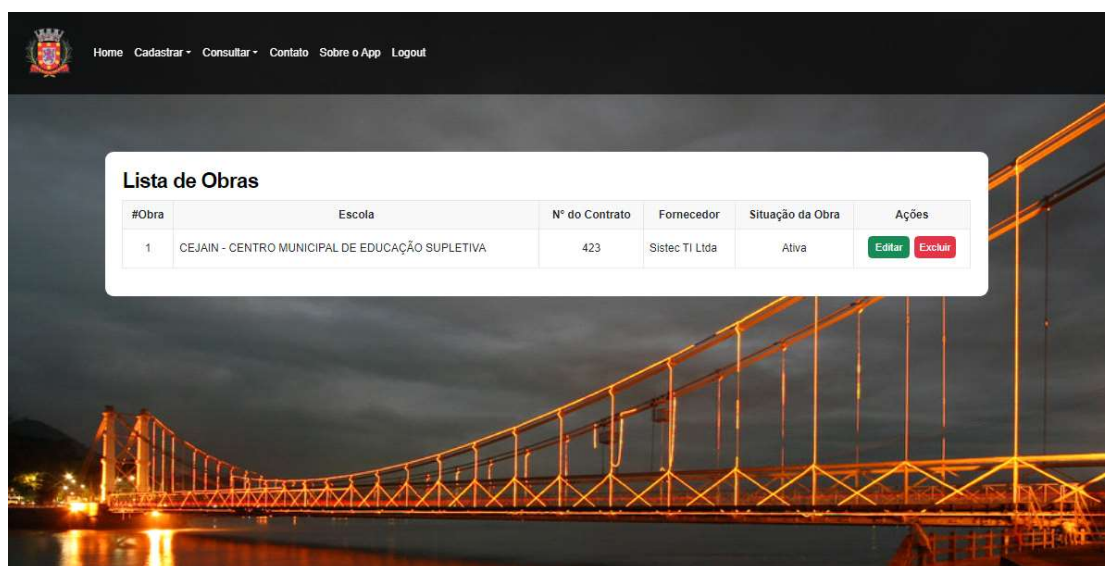 Home Cadastrar Consultar Contato Sobre o App Logout
Lista de Obras
#Obra Escola Nº do Contrato Fornecedor Situação da Obra Ações
1 CEJAIN - CENTRO MUNICIPAL DE EDUCAÇÃO SUPLETIVA 423 Sistec TI Ltda Ativa Editar Excluir